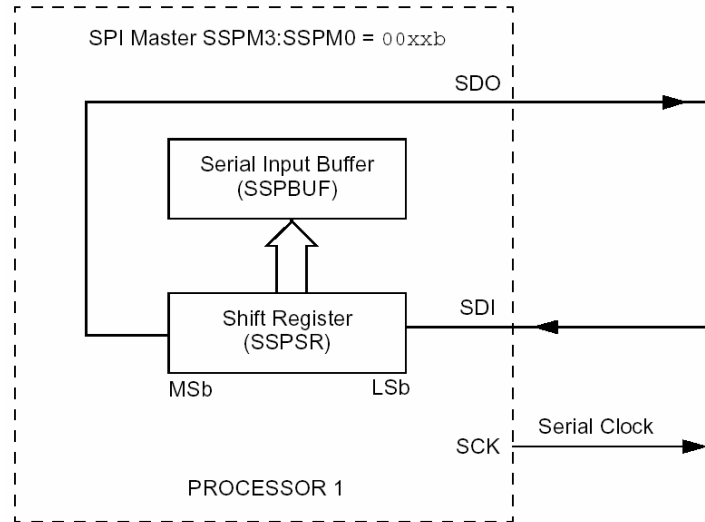 SPI Master SSPM3:SSPM0 = 00xxb
SDO
Serial Input Buffer
(SSPBUF)
Shift Register
(SSPSR)
SDI
MSb
LSb
Serial Clock
SCK
PROCESSOR 1